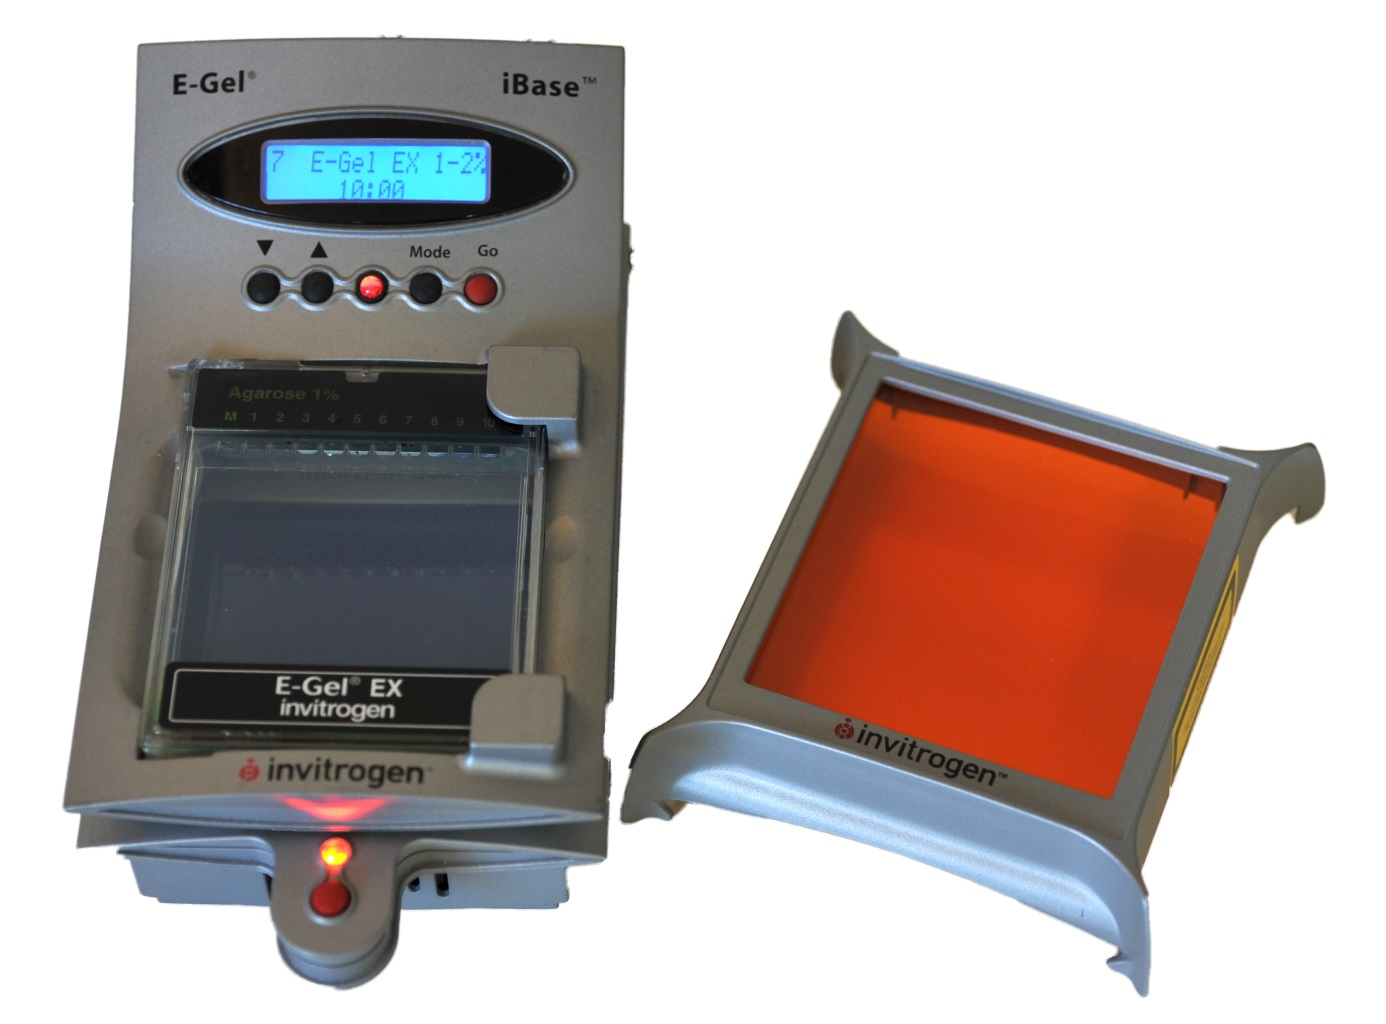 E-Gel® iBase™
7 E-Gel EX 1-2%
10:00
▼ ▲ Mode Go
Agarose 1%
M 1 2 3 4 5 6 7 8 9 10
E-Gel® EX
invitrogen
invitrogen™
invitrogen™